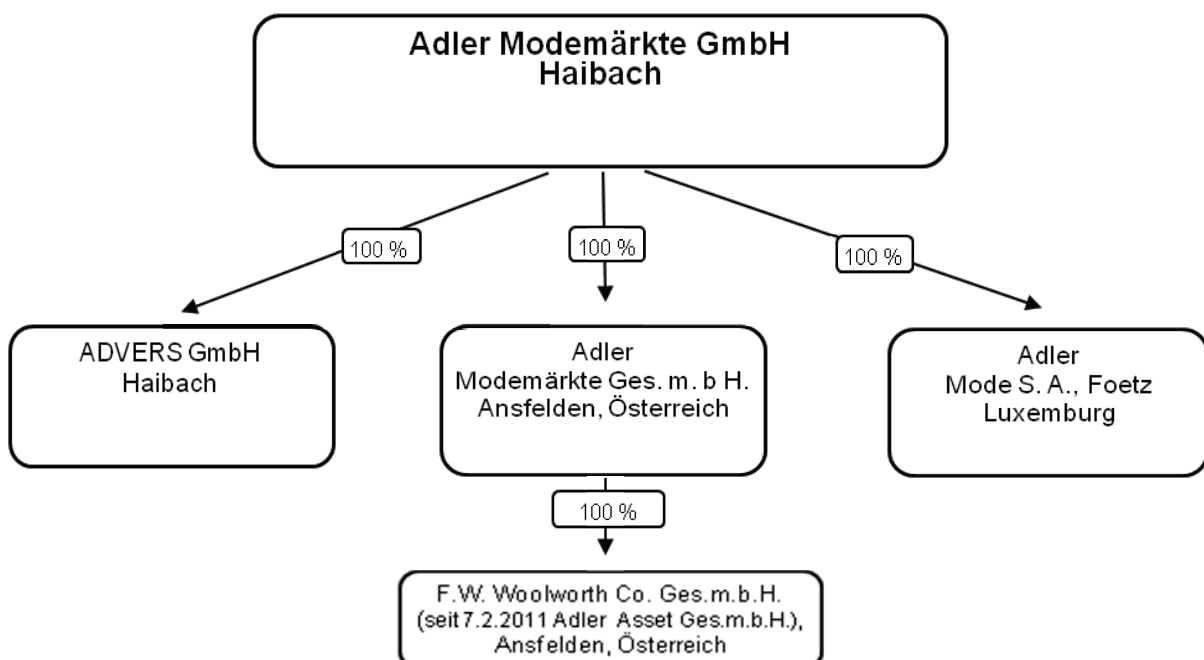 Adler Modemärkte GmbH
Haibach
100 %
100 %
100 %
ADVERS GmbH
Haibach
Adler
Modemärkte Ges. m. b H.
Ansfelden, Österreich
Adler
Mode S. A., Foetz
Luxemburg
100 %
F.W. Woolworth Co. Ges.m.b.H.
(seit 7.2.2011 Adler Asset Ges.m.b.H.),
Ansfelden, Österreich